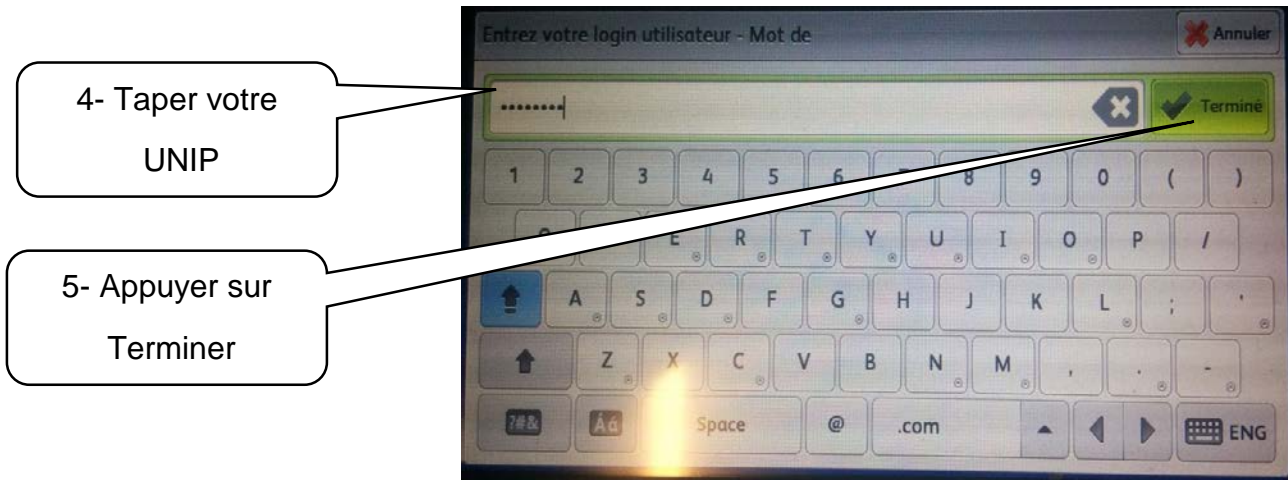 Entrez votre login utilisateur - Mot de
Annuler
4- Taper votre
UNIP
••••••••
Terminé
1 2 3 4 5 6 8 9 0 ( )
E R T Y U I O P /
5- Appuyer sur
Terminer
A S D F G H J K L ; '
Z X C V B N M , . -
?#& Áá Space @ .com ENG